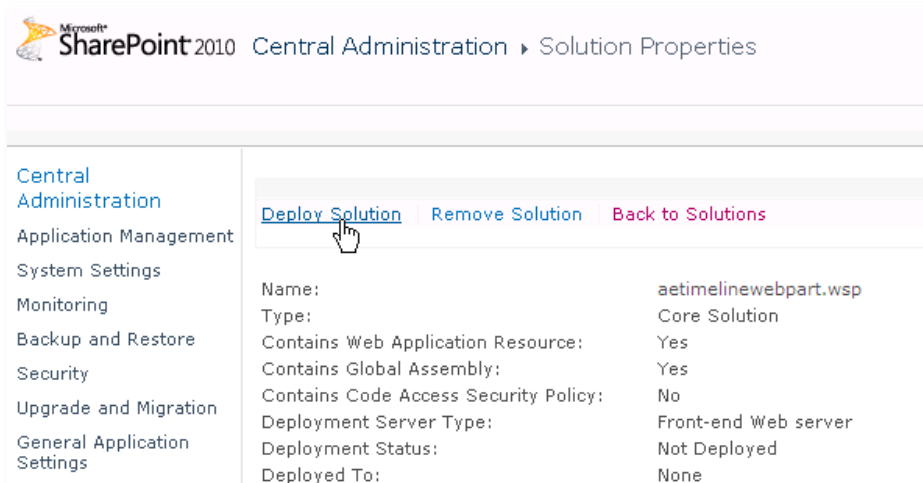 Microsoft®
SharePoint 2010 Central Administration ▸ Solution Properties
Central
Administration
Application Management
System Settings
Monitoring
Backup and Restore
Security
Upgrade and Migration
General Application
Settings
Deploy Solution Remove Solution Back to Solutions
Name: aetimelinewebpart.wsp
Type: Core Solution
Contains Web Application Resource: Yes
Contains Global Assembly: Yes
Contains Code Access Security Policy: No
Deployment Server Type: Front-end Web server
Deployment Status: Not Deployed
Deployed To: None